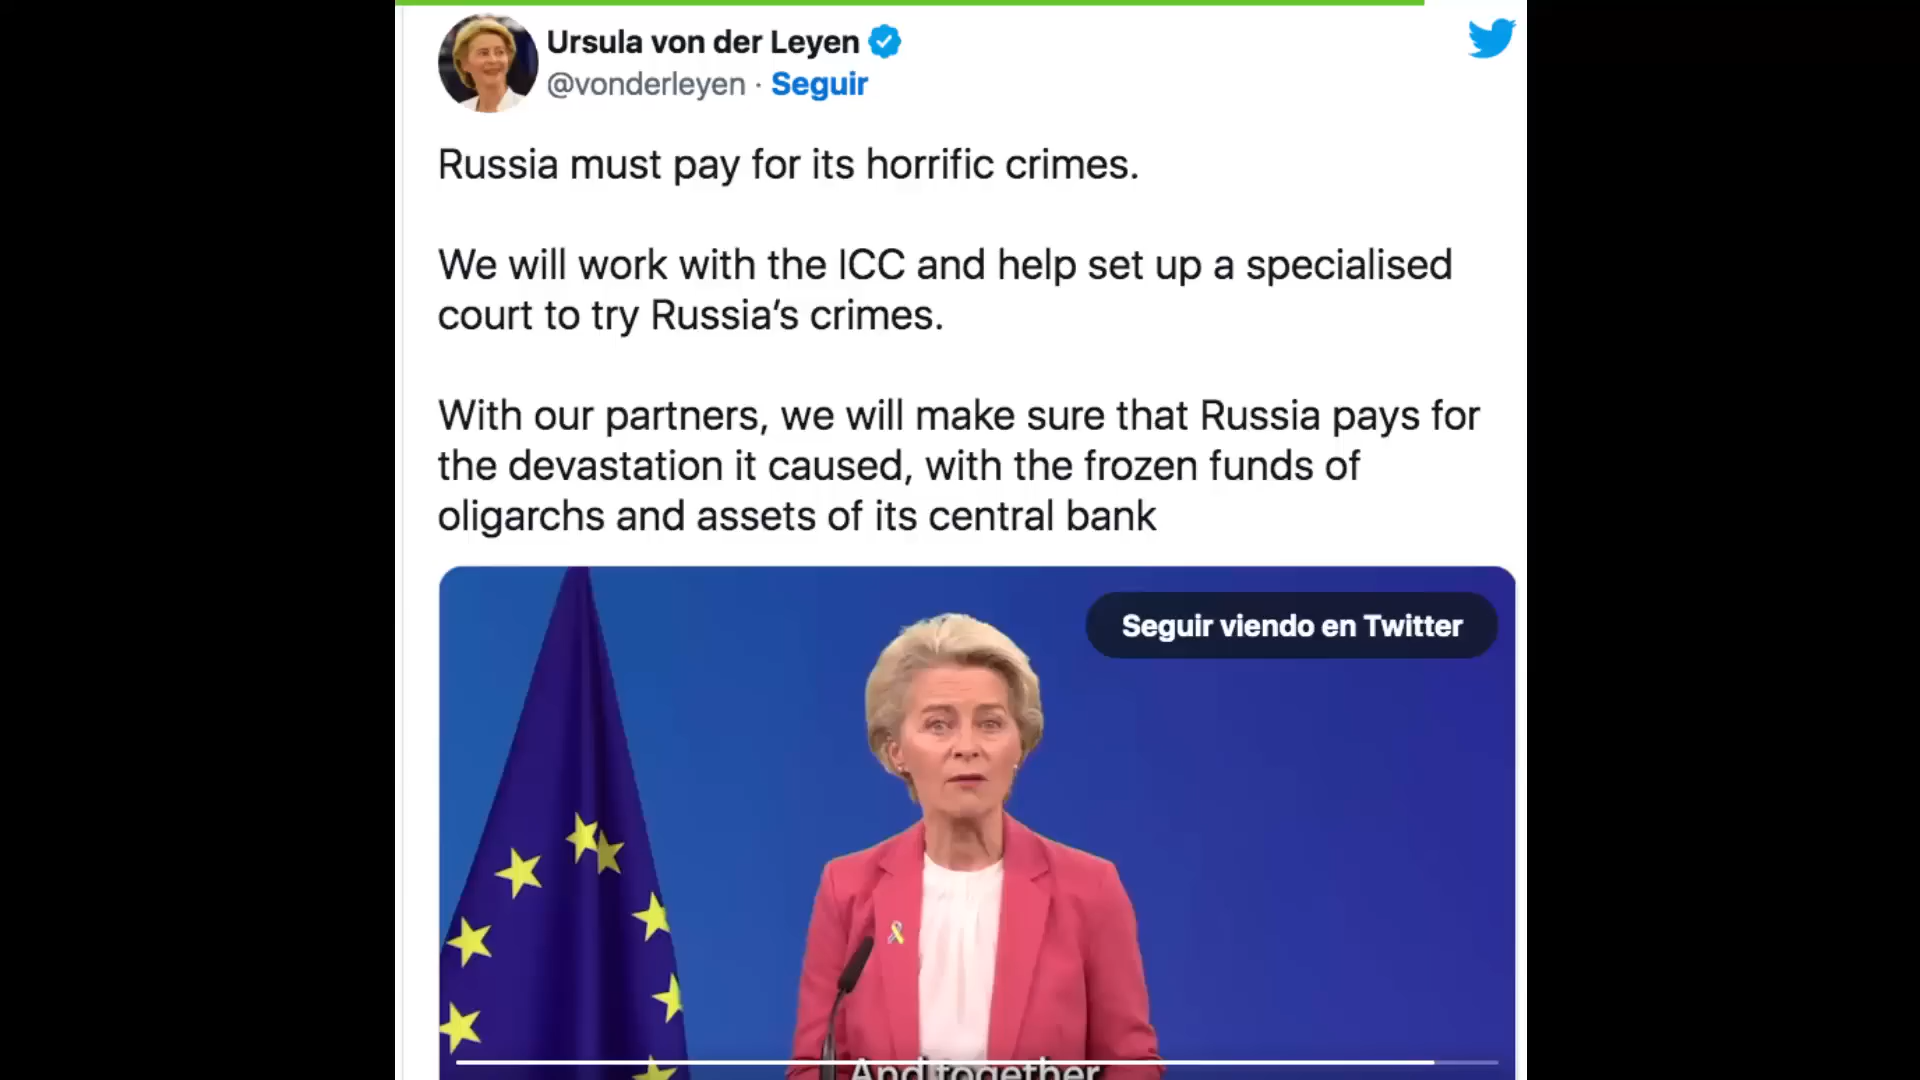 Ursula von der Leyen
@vonderleyen · Seguir
Russia must pay for its horrific crimes.
We will work with the ICC and help set up a specialised
court to try Russia’s crimes.
With our partners, we will make sure that Russia pays for
the devastation it caused, with the frozen funds of
oligarchs and assets of its central bank
Seguir viendo en Twitter
And together